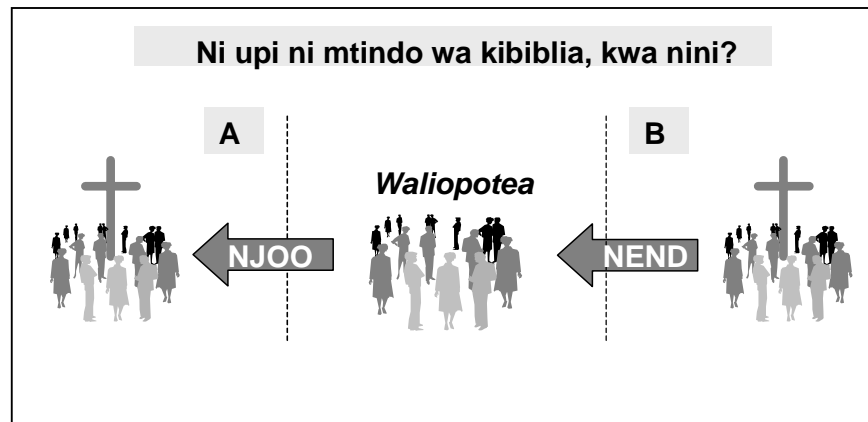 Ni upi ni mtindo wa kibiblia, kwa nini?
A
B
Waliopotea
NJOO
NEND